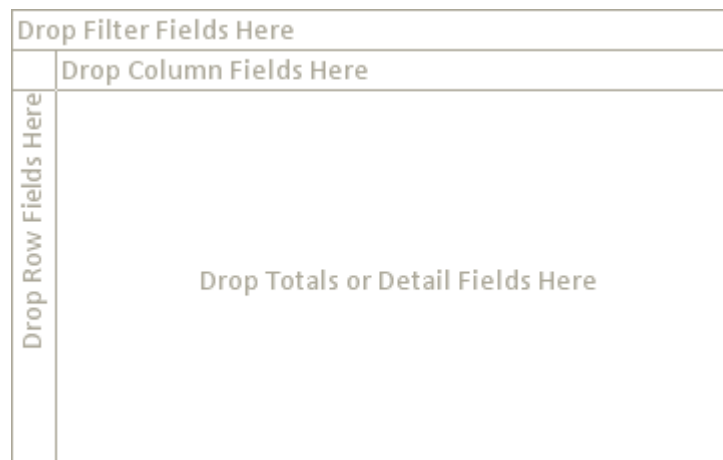 Drop Filter Fields Here
Drop Column Fields Here
Drop Row Fields Here
Drop Totals or Detail Fields Here